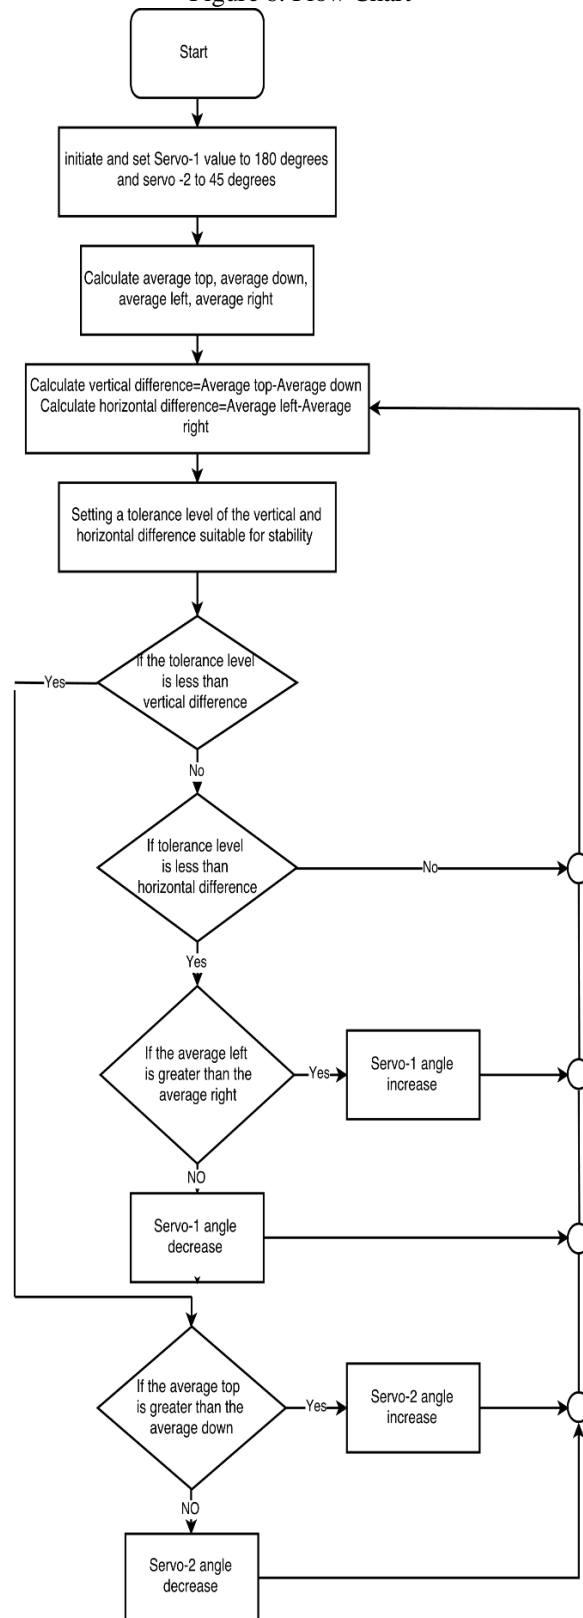 Figure 8. Flow Chart
Start
initiate and set Servo-1 value to 180 degrees
and servo -2 to 45 degrees
Calculate average top, average down,
average left, average right
Calculate vertical difference=Average top-Average down
Calculate horizontal difference=Average left-Average
right
Setting a tolerance level of the vertical and
horizontal difference suitable for stability
If the tolerance level
is less than
vertical difference
Yes
No
If tolerance level
is less than
horizontal difference
No
Yes
If the average left
is greater than the
average right
Yes
Servo-1 angle
increase
NO
Servo-1 angle
decrease
If the average top
is greater than the
average down
Yes
Servo-2 angle
increase
NO
Servo-2 angle
decrease